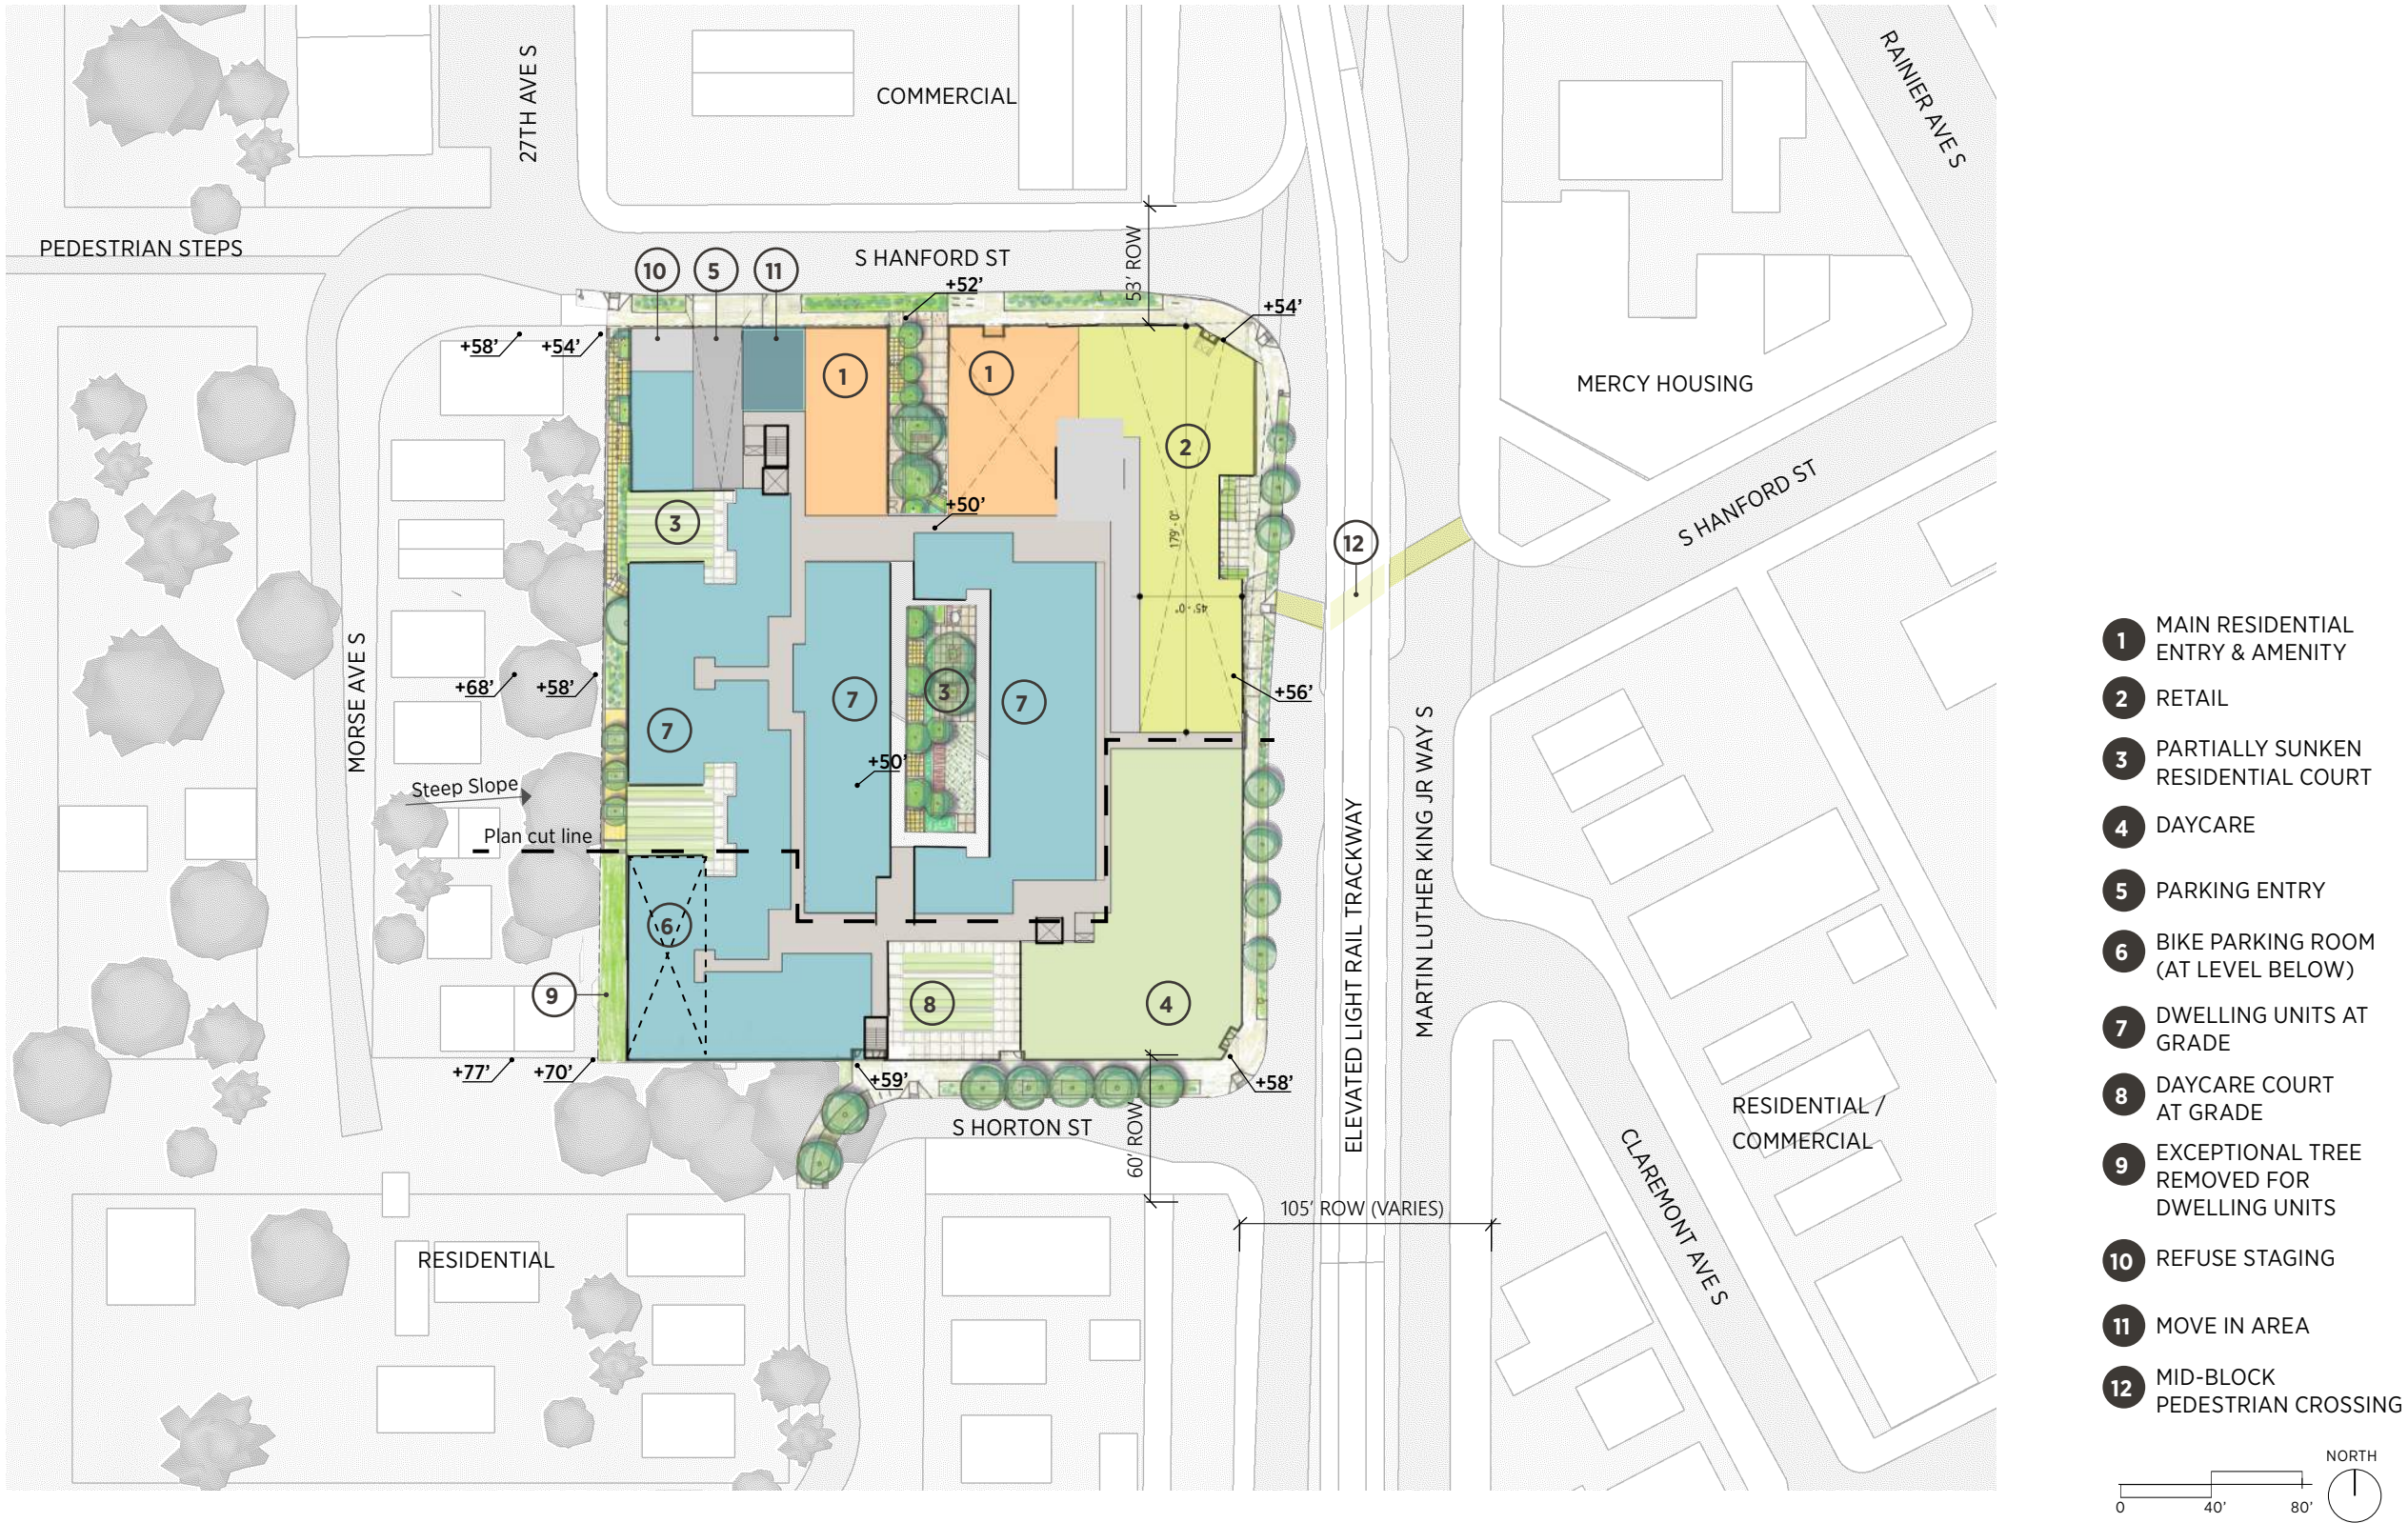 27TH AVE S
COMMERCIAL
RAINIER AVE S
PEDESTRIAN STEPS
S HANFORD ST
53' ROW
10
5
11
+52'
+54'
+58'
+54'
1
1
2
MERCY HOUSING
S HANFORD ST
3
+50'
179' - 0"
12
45' - 0"
MORSE AVE S
+68'
+58'
7
7
3
7
+56'
+50'
Steep Slope
Plan cut line
6
9
8
4
ELEVATED LIGHT RAIL TRACKWAY
MARTIN LUTHER KING JR WAY S
+77'
+70'
+59'
+58'
S HORTON ST
60' ROW
105' ROW (VARIES)
RESIDENTIAL
RESIDENTIAL /
COMMERCIAL
CLAREMONT AVE S
1 MAIN RESIDENTIAL
ENTRY & AMENITY
2 RETAIL
3 PARTIALLY SUNKEN
RESIDENTIAL COURT
4 DAYCARE
5 PARKING ENTRY
6 BIKE PARKING ROOM
(AT LEVEL BELOW)
7 DWELLING UNITS AT
GRADE
8 DAYCARE COURT
AT GRADE
9 EXCEPTIONAL TREE
REMOVED FOR
DWELLING UNITS
10 REFUSE STAGING
11 MOVE IN AREA
12 MID-BLOCK
PEDESTRIAN CROSSING
NORTH
0 40' 80'